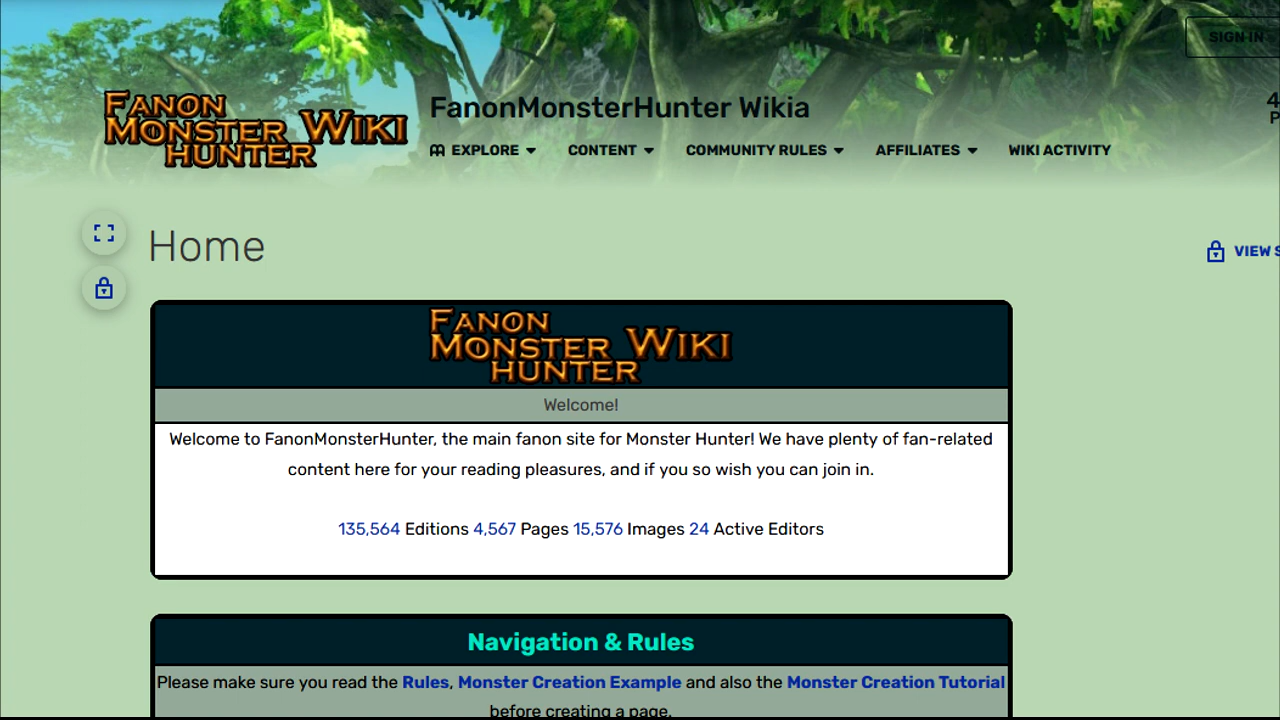 SIGN IN
FANON
MONSTER WIKI
HUNTER
FanonMonsterHunter Wikia
4
P
EXPLORE CONTENT COMMUNITY RULES AFFILIATES WIKI ACTIVITY
Home
VIEW S
FANON
MONSTER WIKI
HUNTER
Welcome!
Welcome to FanonMonsterHunter, the main fanon site for Monster Hunter! We have plenty of fan-related
content here for your reading pleasures, and if you so wish you can join in.
135,564 Editions 4,567 Pages 15,576 Images 24 Active Editors
Navigation & Rules
Please make sure you read the Rules, Monster Creation Example and also the Monster Creation Tutorial
before creating a page.